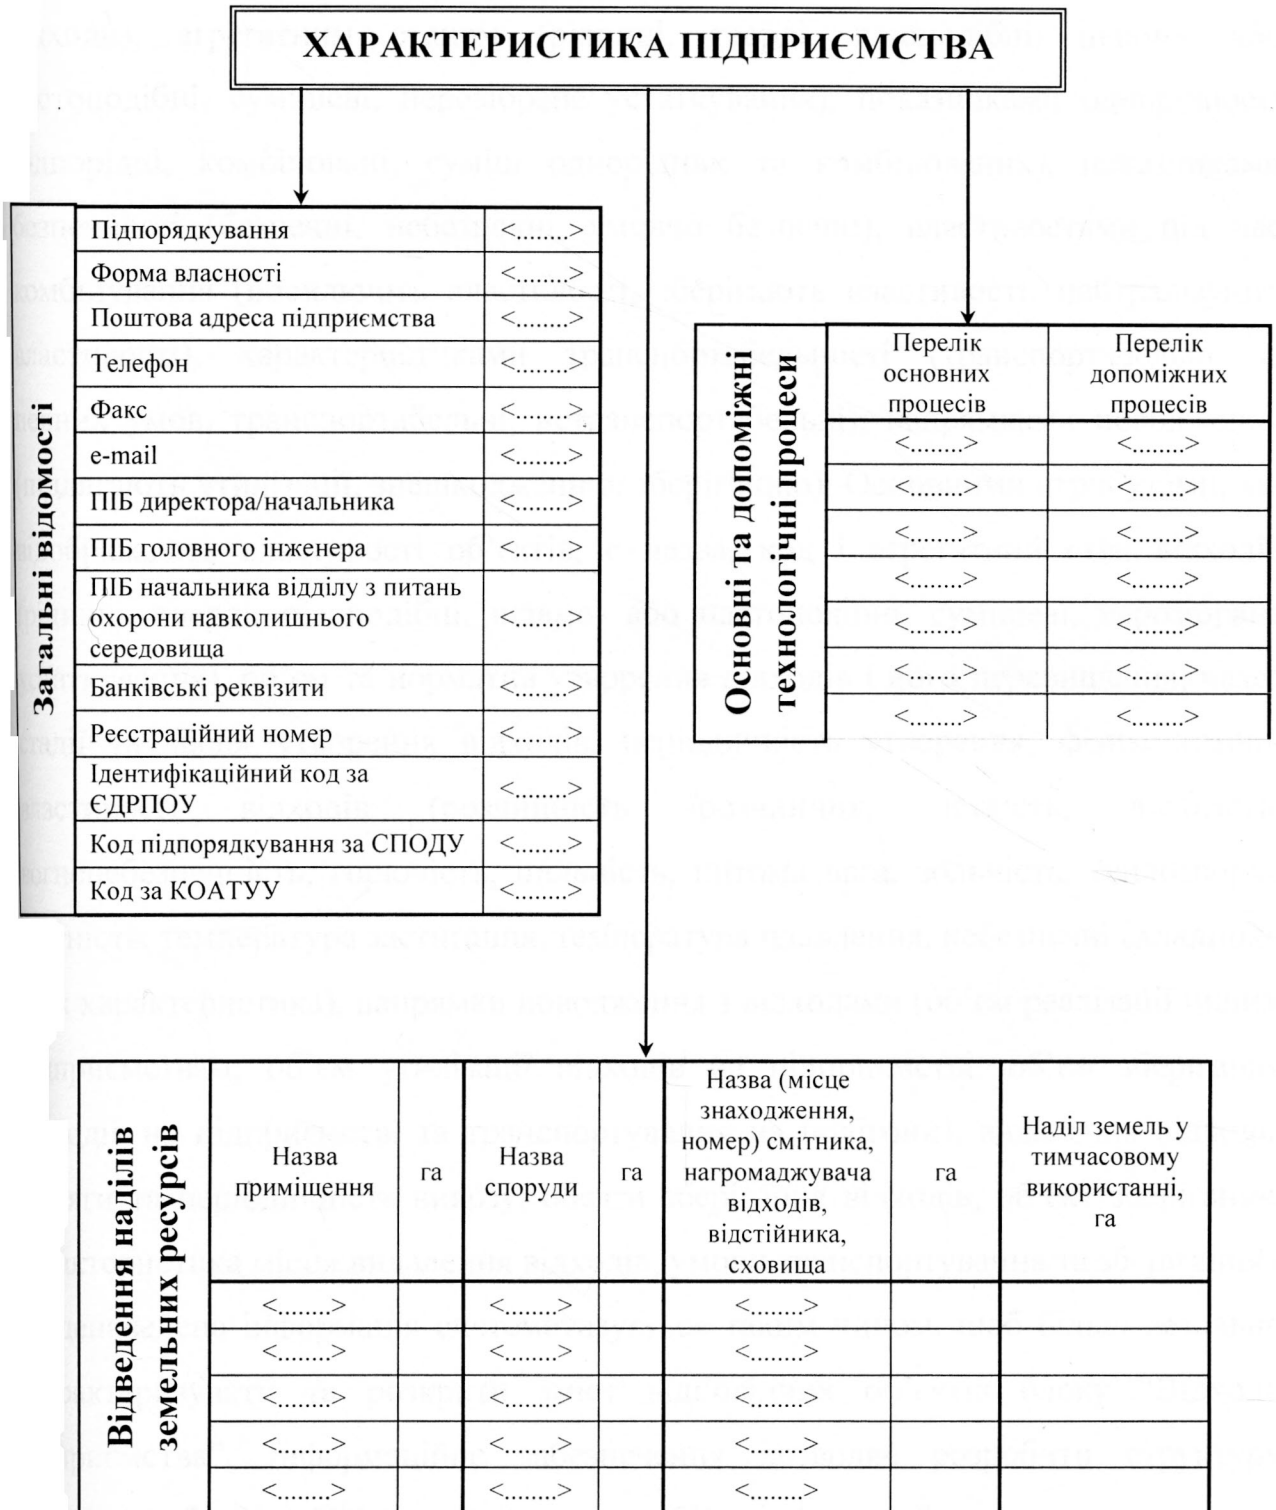 ХАРАКТЕРИСТИКА ПІДПРИЄМСТВА
Загальні відомості
Підпорядкування <........>
Форма власності <........>
Поштова адреса підприємства <........>
Телефон <........>
Факс <........>
e-mail <........>
ПІБ директора/начальника <........>
ПІБ головного інженера <........>
ПІБ начальника відділу з питань
охорони навколишнього <........>
середовища
Банківські реквізити <........>
Реєстраційний номер <........>
Ідентифікаційний код за
ЄДРПОУ <........>
Код підпорядкування за СПОДУ <........>
Код за КОАТУУ <........>
Основні та допоміжні
технологічні процеси
Перелік
основних
процесів
Перелік
допоміжних
процесів
<........> <........>
<........> <........>
<........> <........>
<........> <........>
<........> <........>
<........> <........>
<........> <........>
Відведення наділів
земельних ресурсів
Назва
приміщення
га
Назва
споруди
га
Назва (місце
знаходження,
номер) смітника,
нагромаджувача
відходів,
відстійника,
сховища
га
Наділ земель у
тимчасовому
використанні,
га
<.......> <.......> <.......>
<.......> <.......> <.......>
<.......> <.......> <.......>
<.......> <.......> <.......>
<.......> <.......> <.......>